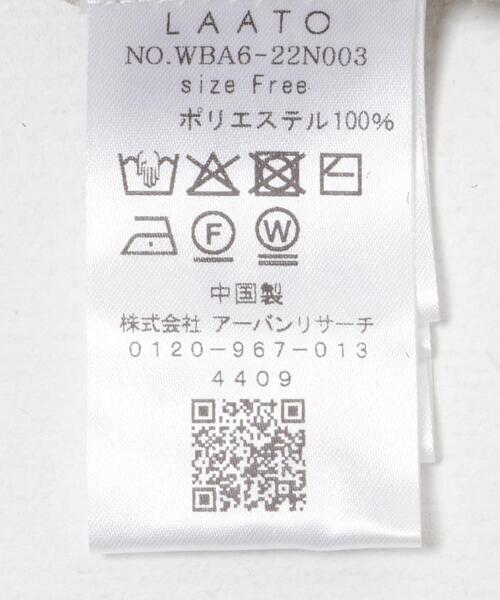 LAATO
NO.WBA6-22N003
size Free
ポリエステル100%
F W
中国製
株式会社 アーバンリサーチ
0120-967-013
4409